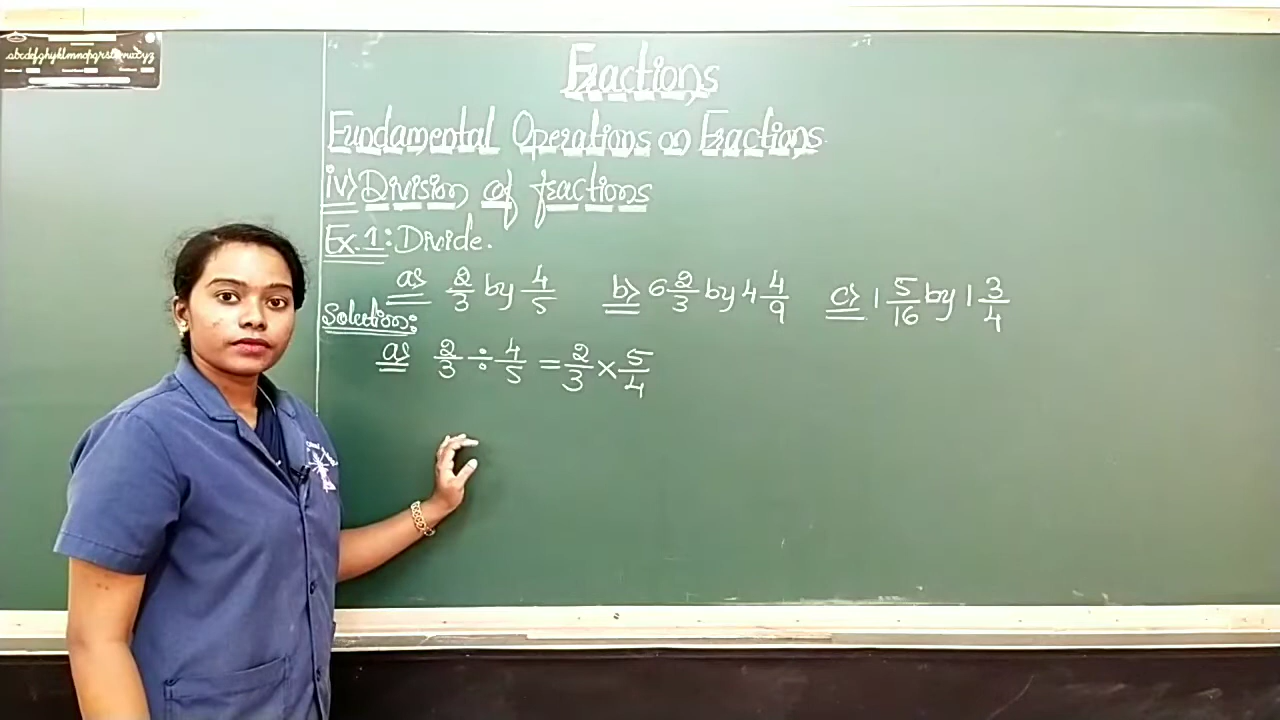 abcdefghijklmnopqrstuvwxyz
Fractions
Fundamental Operations on Fractions
iv> Division of fractions
Ex.1: Divide.
a> 2/3 by 4/5 b> 6 2/3 by 4 4/9 c> 1 5/16 by 1 3/4
Solution:
a> 2/3 ÷ 4/5 = 2/3 × 5/4